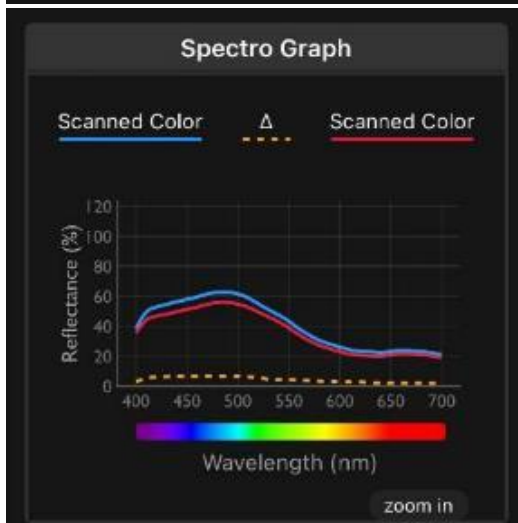 Spectro Graph
Scanned Color Δ Scanned Color
120
100
80
60
40
20
0
Reflectance (%)
400 450 500 550 600 650 700
Wavelength (nm)
zoom in